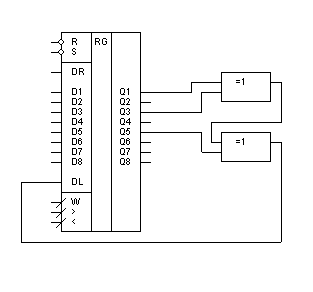 R RG
S
DR
D1 Q1 =1
D2 Q2
D3 Q3
D4 Q4
D5 Q5
D6 Q6 =1
D7 Q7
D8 Q8
DL
W
>
<